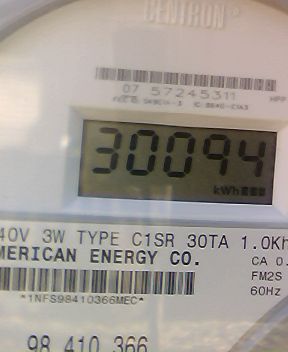 CENTRON®
07 57245311
30094
kWh
40V 3W TYPE C1SR 30TA 1.0Kh
MERICAN ENERGY CO.
CA 0.
FM2S
*1NFS98410366MEC*
60Hz
98 410 366